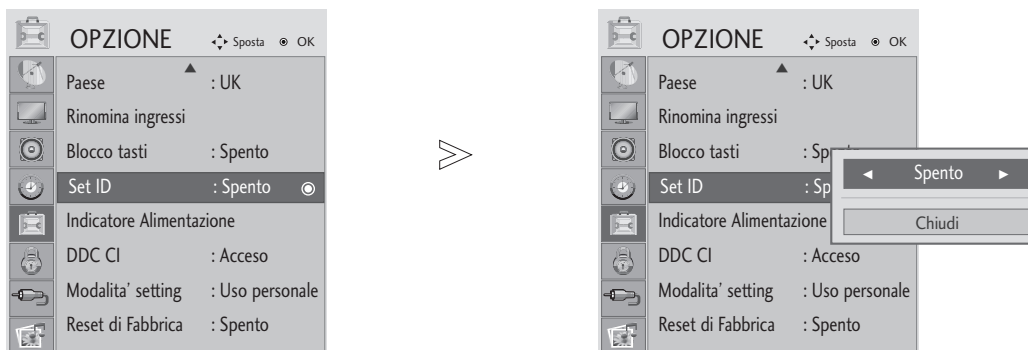 OPZIONE Sposta OK
Paese : UK
Rinomina ingressi
Blocco tasti : Spento
Set ID : Spento
Indicatore Alimentazione
DDC CI : Acceso
Modalita’ setting : Uso personale
Reset di Fabbrica : Spento
OPZIONE Sposta OK
Paese : UK
Rinomina ingressi
Blocco tasti
Set ID
Spento
Indicatore Alimentazione
Chiudi
DDC CI : Acceso
Modalita’ setting : Uso personale
Reset di Fabbrica : Spento